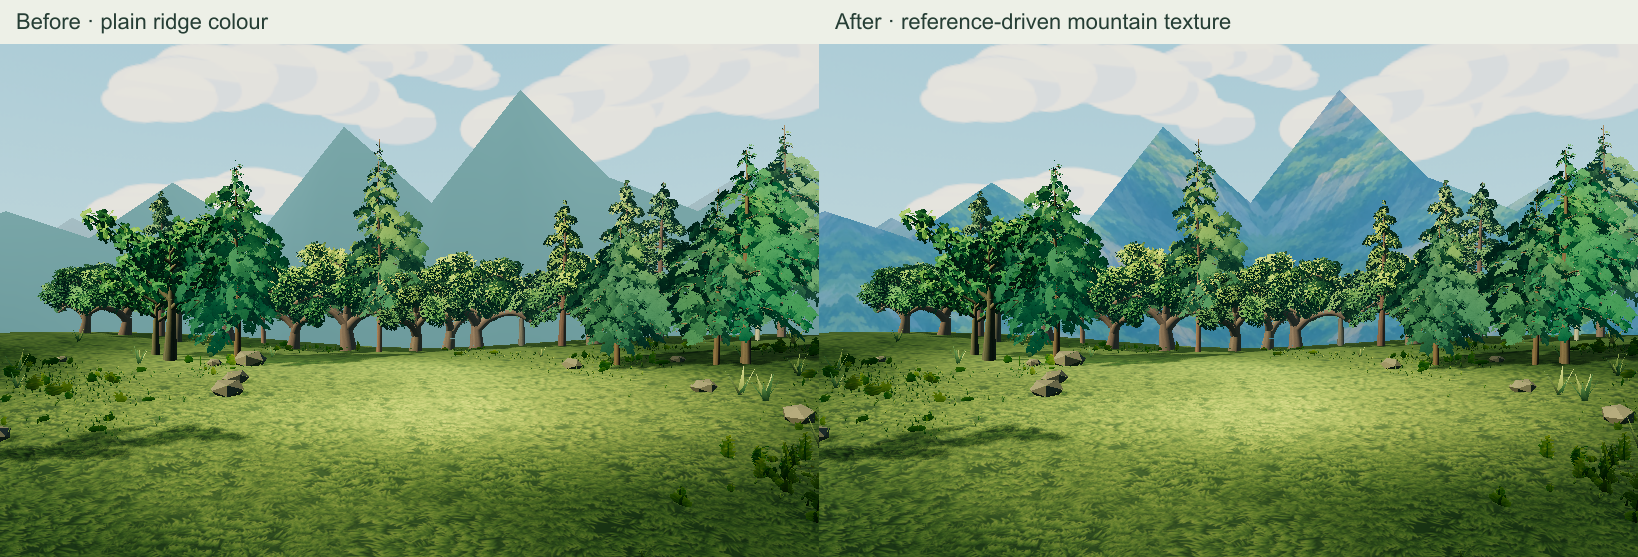 Before · plain ridge colour
After · reference-driven mountain texture